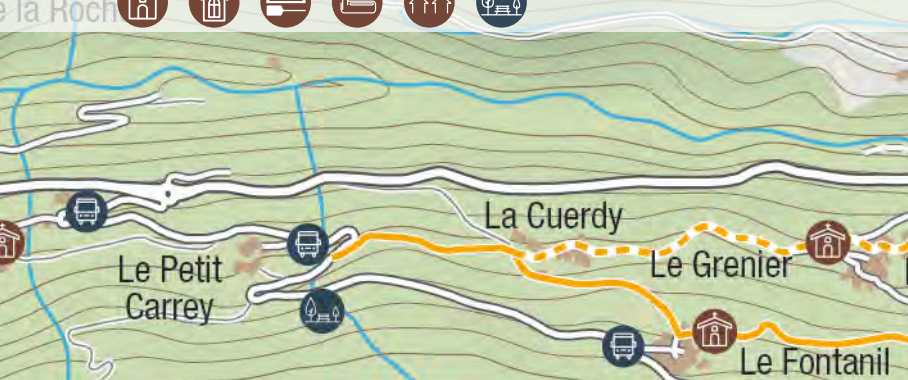 e la Roch
La Cuerdy
Le Petit
Carrey
Le Grenier
Le Fontanil